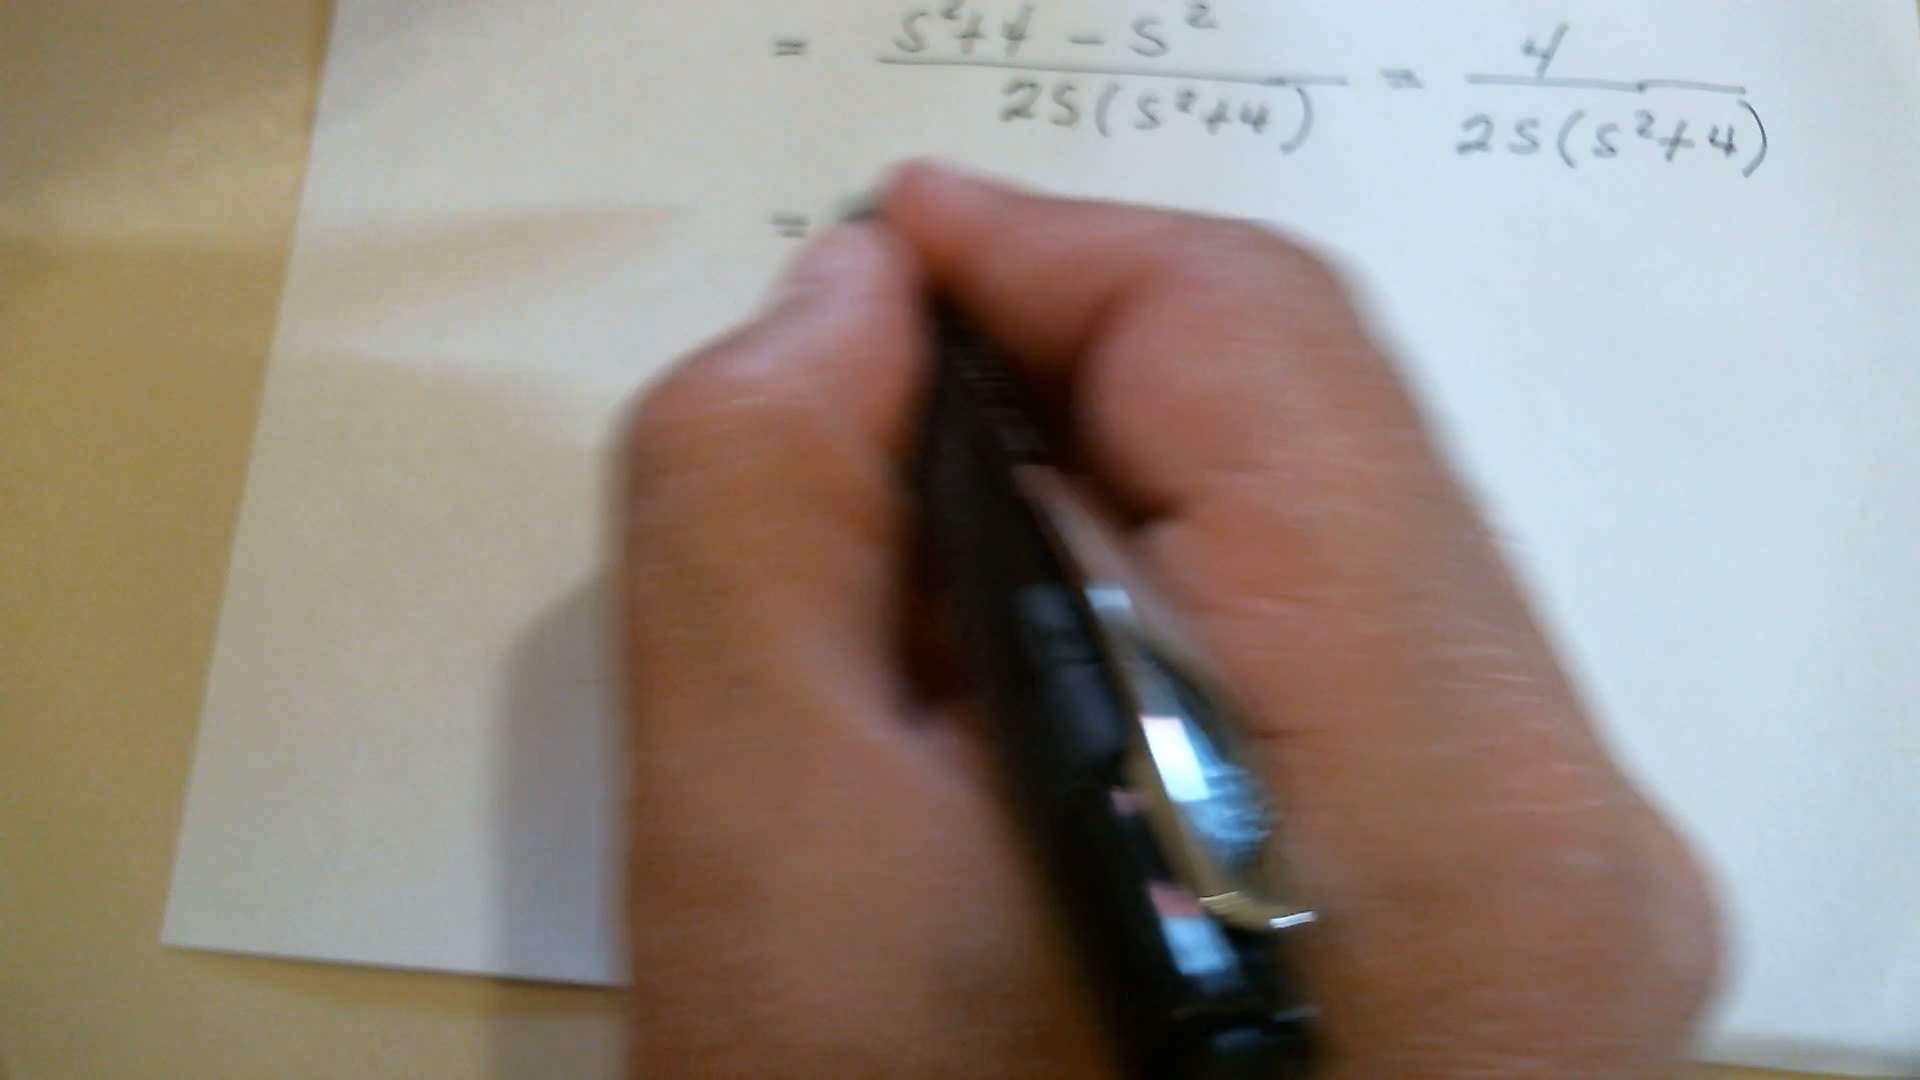 = s²+4 - s² / 2s(s²+4) = 4 / 2s(s²+4)
=